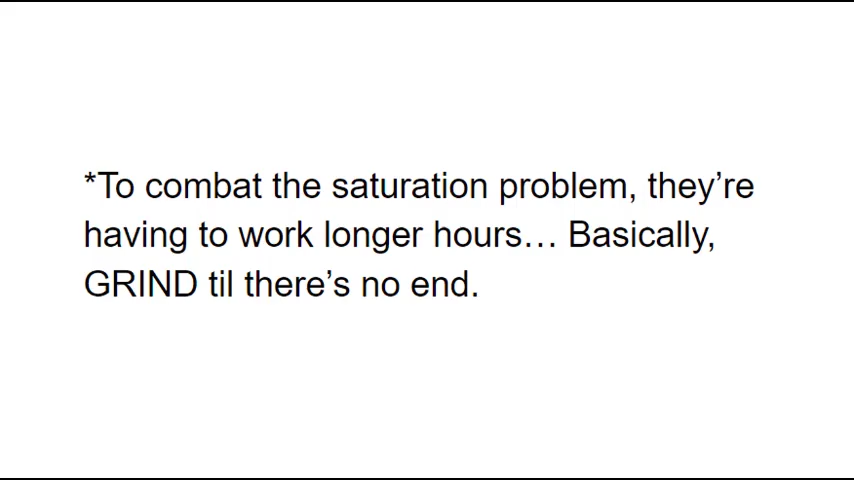 *To combat the saturation problem, they’re
having to work longer hours… Basically,
GRIND til there’s no end.